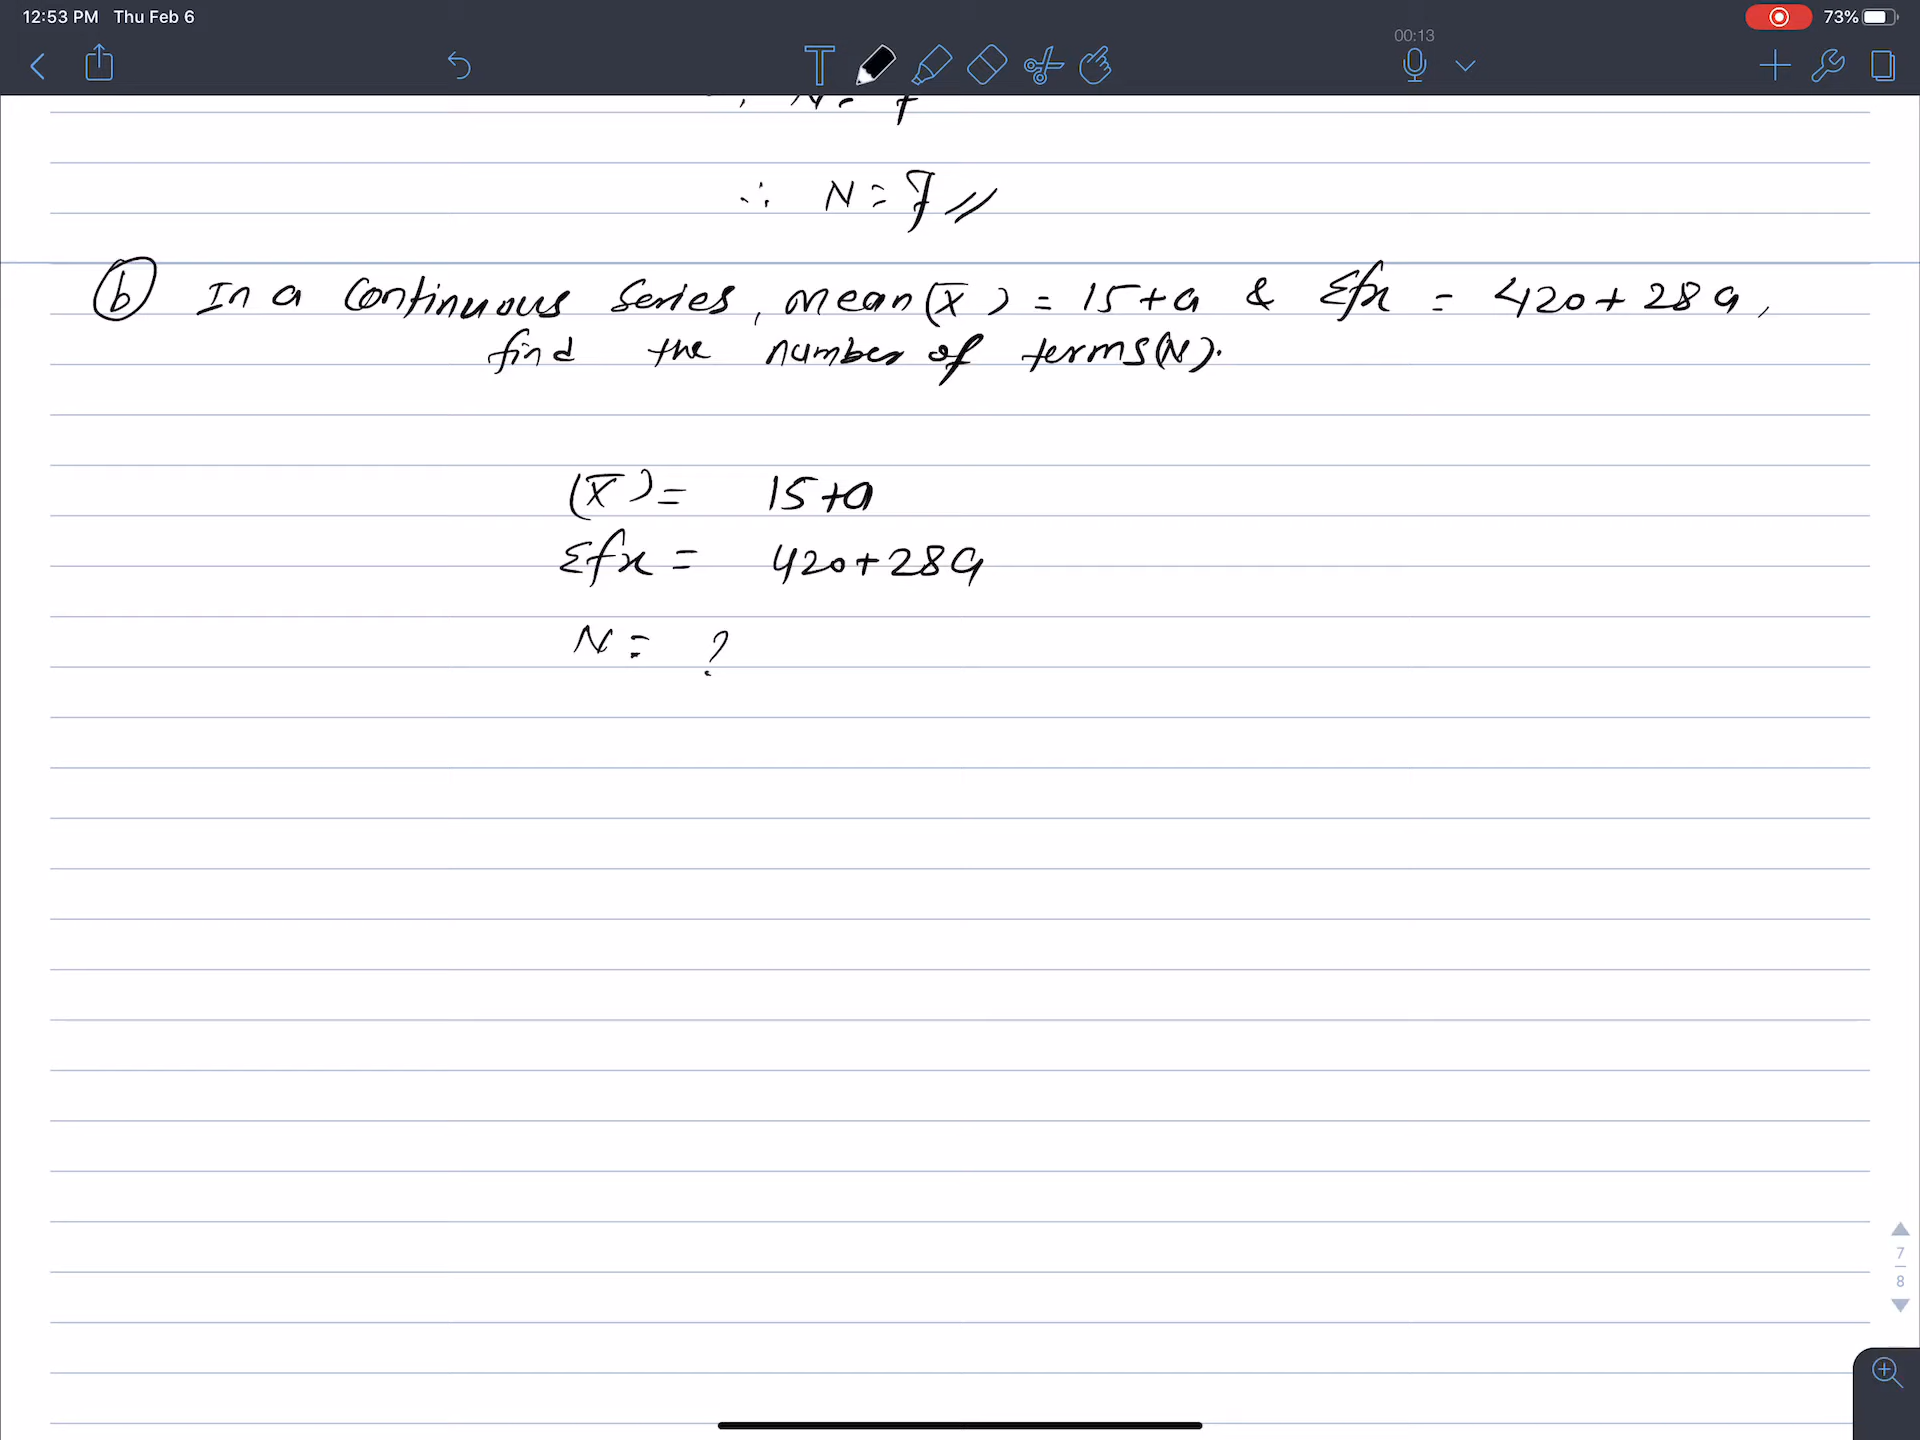 12:53 PM Thu Feb 6
73%
00:13
∴ N = 7 //
(b) In a Continuous Series, mean (x̄) = 15+a & Σfx = 420+28a,
find the number of terms (N).
(x̄) = 15+a
Σfx = 420+28a
N = ?
7
8